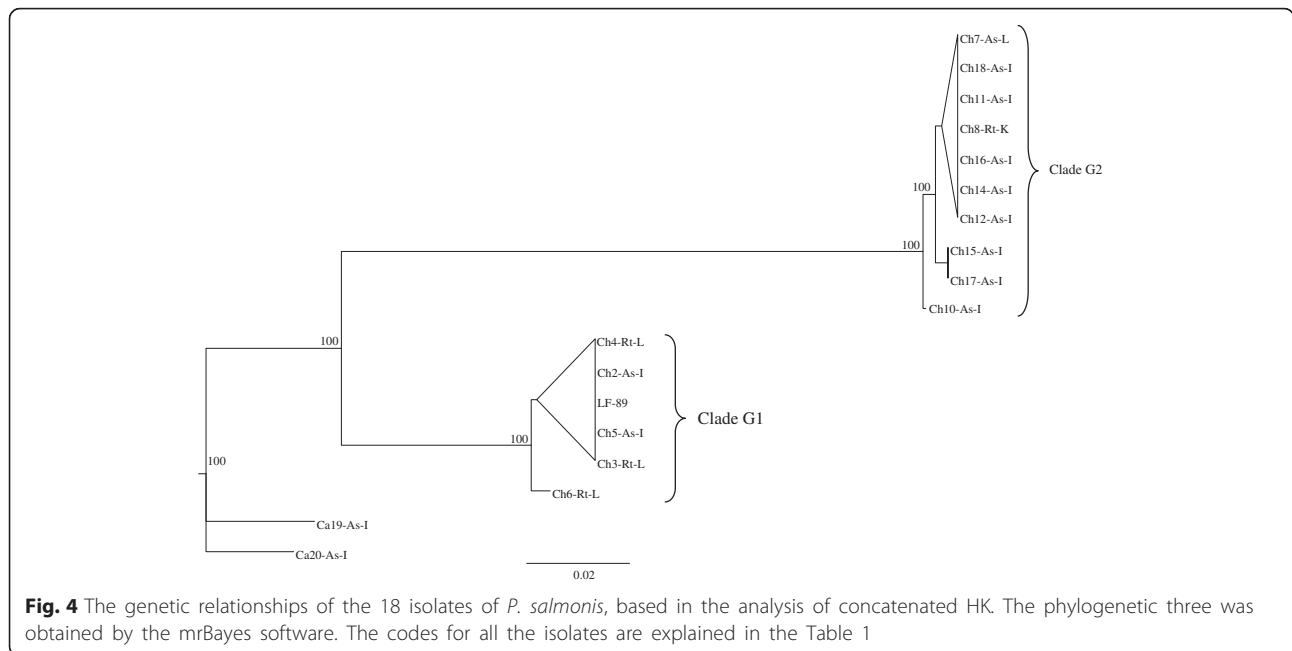 Ch7-As-L
Ch18-As-I
Ch11-As-I
Ch8-Rt-K
Ch16-As-I
Clade G2
100
Ch14-As-I
Ch12-As-I
100
Ch15-As-I
Ch17-As-I
Ch10-As-I
100
Ch4-Rt-L
Ch2-As-I
LF-89
Clade G1
Ch5-As-I
100
Ch3-Rt-L
100
Ch6-Rt-L
Ca19-As-I
Ca20-As-I
0.02
Fig. 4 The genetic relationships of the 18 isolates of P. salmonis, based in the analysis of concatenated HK. The phylogenetic three was
obtained by the mrBayes software. The codes for all the isolates are explained in the Table 1